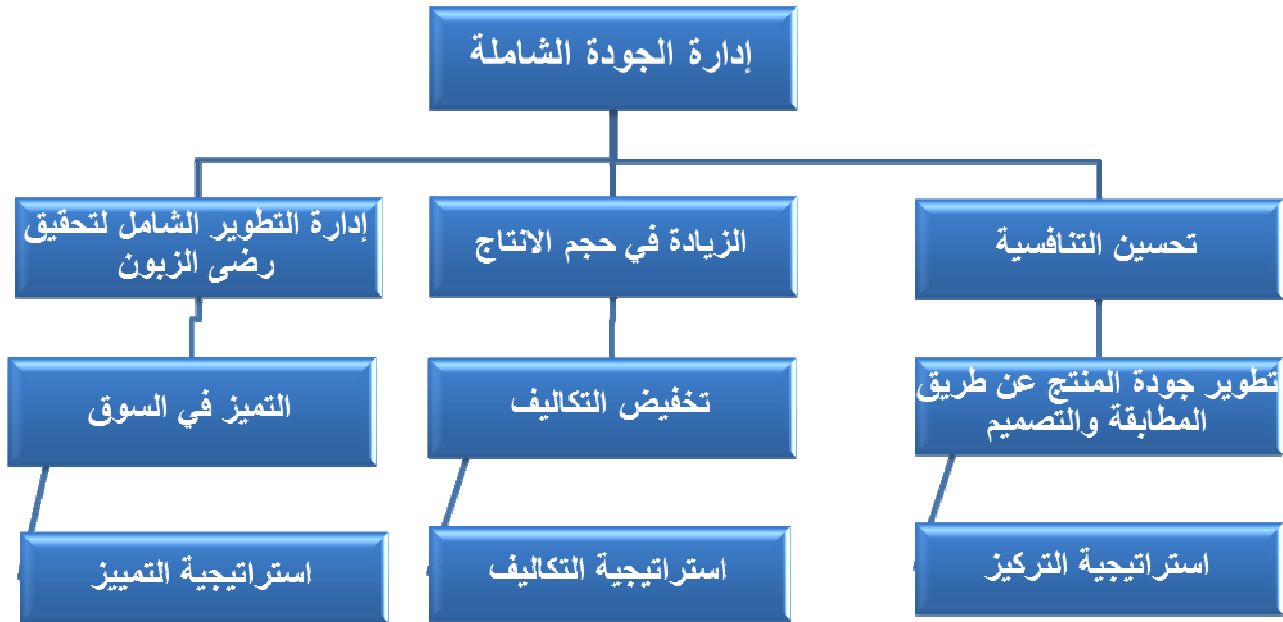 إدارة الجودة الشاملة
تحسين التنافسية
الزيادة في حجم الانتاج
إدارة التطوير الشامل لتحقيق
رضى الزبون
تطوير جودة المنتج عن طريق
المطابقة والتصميم
تخفيض التكاليف
التميز في السوق
استراتيجية التركيز
استراتيجية التكاليف
استراتيجية التمييز